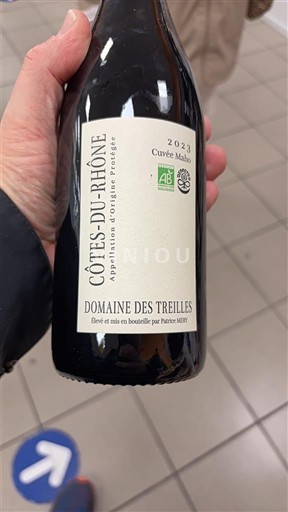 CÔTES-DU-RHÔNE
Appellation d'Origine Protégée
2023
Cuvée Maho
AB
DOMAINE DES TREILLES
Élevé et mis en bouteille par Patrice MERY